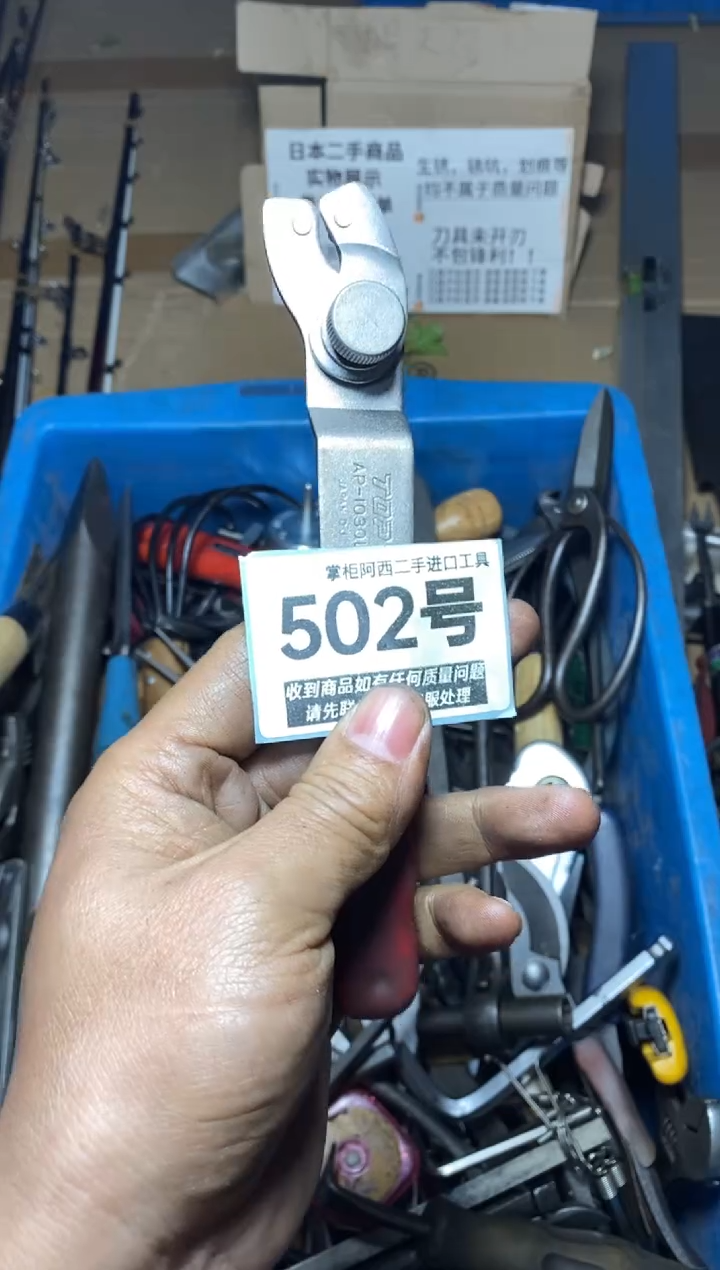 日本二手商品
实物展示
单
生锈，锈坑，划痕等
均不属于质量问题
刀具未开刃
不包锋利！！
AP-1030
掌柜阿西二手进口工具
502号
收到商品如有任何质量问题
请先联 服处理